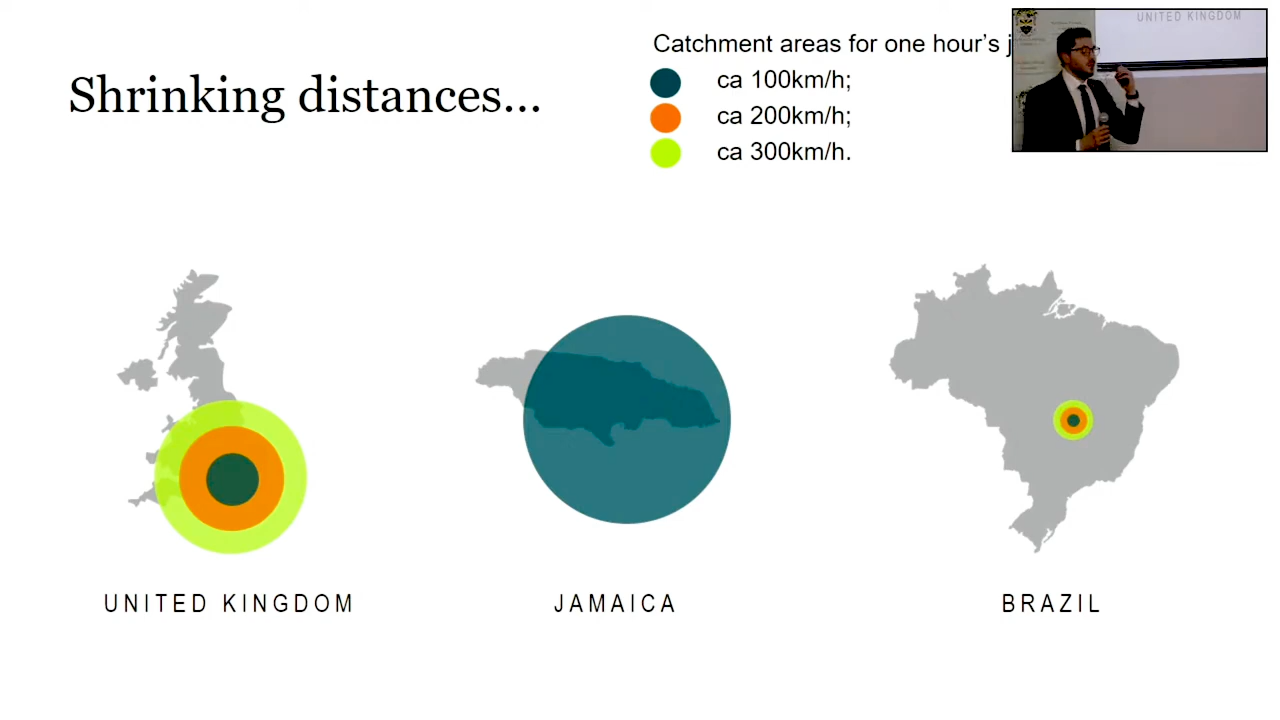 Shrinking distances...
Catchment areas for one hour's j
ca 100km/h;
ca 200km/h;
ca 300km/h.
UNITED KINGDOM
UNITED KINGDOM
JAMAICA
BRAZIL